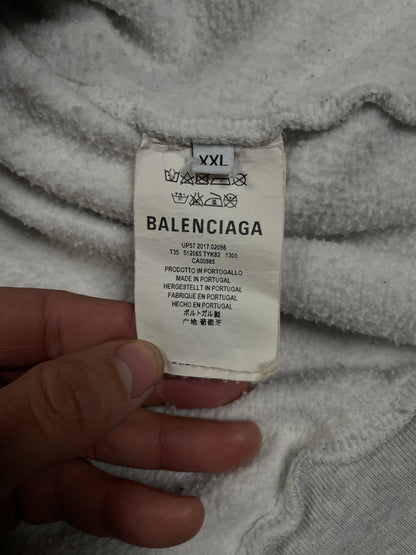 XXL
BALENCIAGA
UP57 2017 02096
T35 512065 TYKB2 1300
CA00985
PRODOTTO IN PORTOGALLO
MADE IN PORTUGAL
HERGESTELLT IN PORTUGAL
FABRIQUE EN PORTUGAL
HECHO EN PORTUGAL
ポルトガル製
产地:葡萄牙